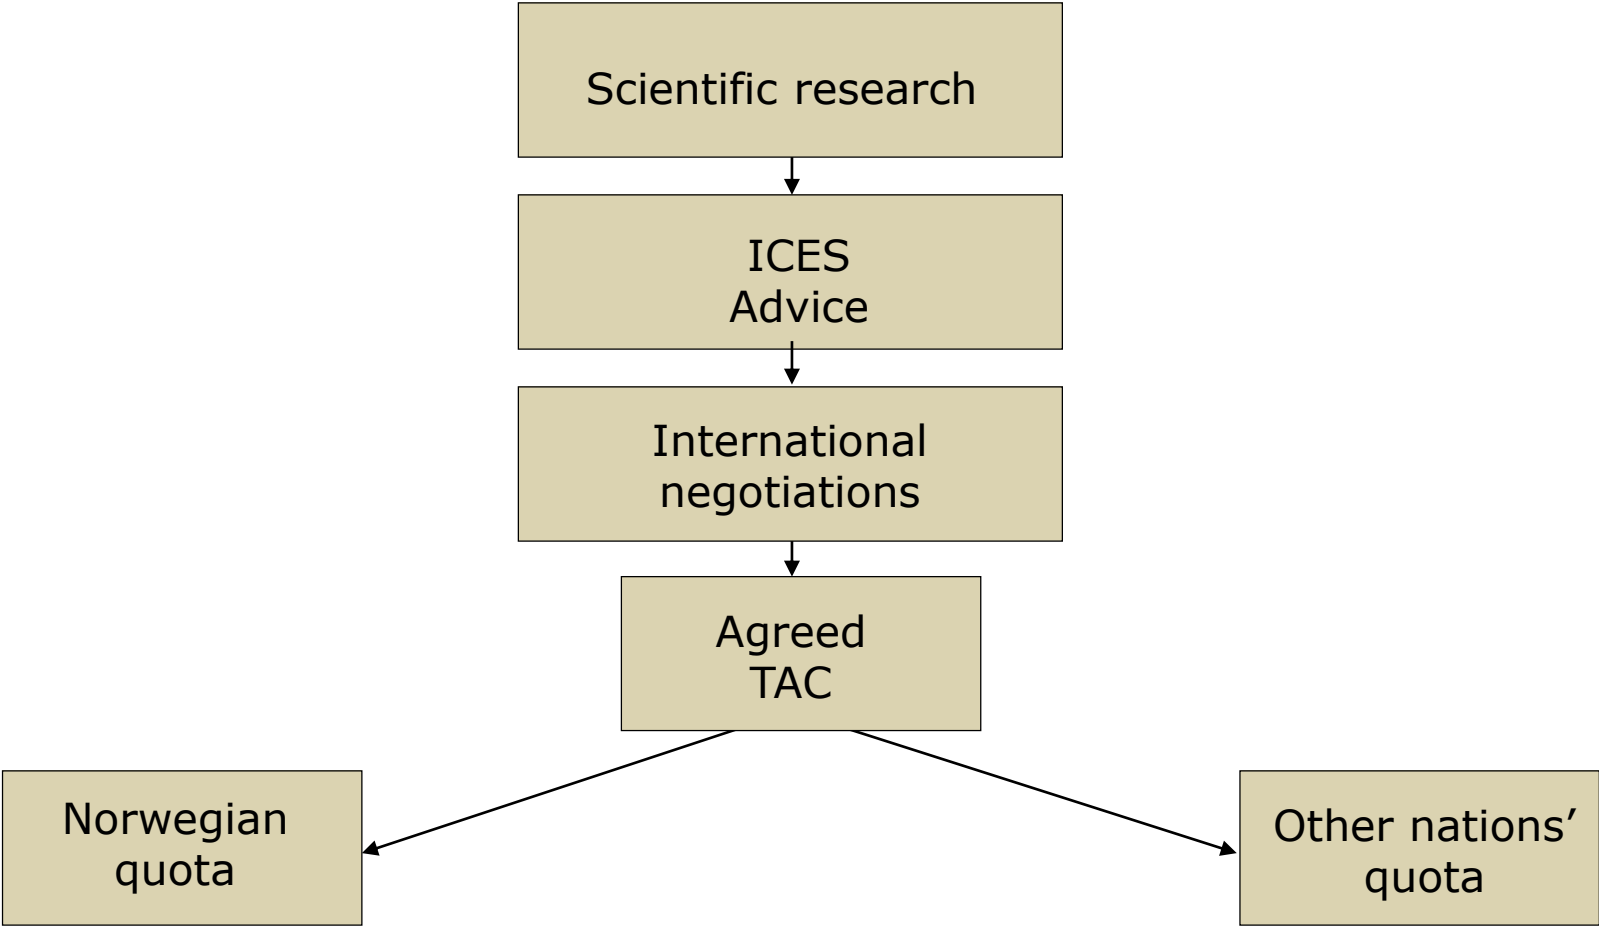 Scientific research
ICES
Advice
International
negotiations
Agreed
TAC
Norwegian
quota
Other nations’
quota